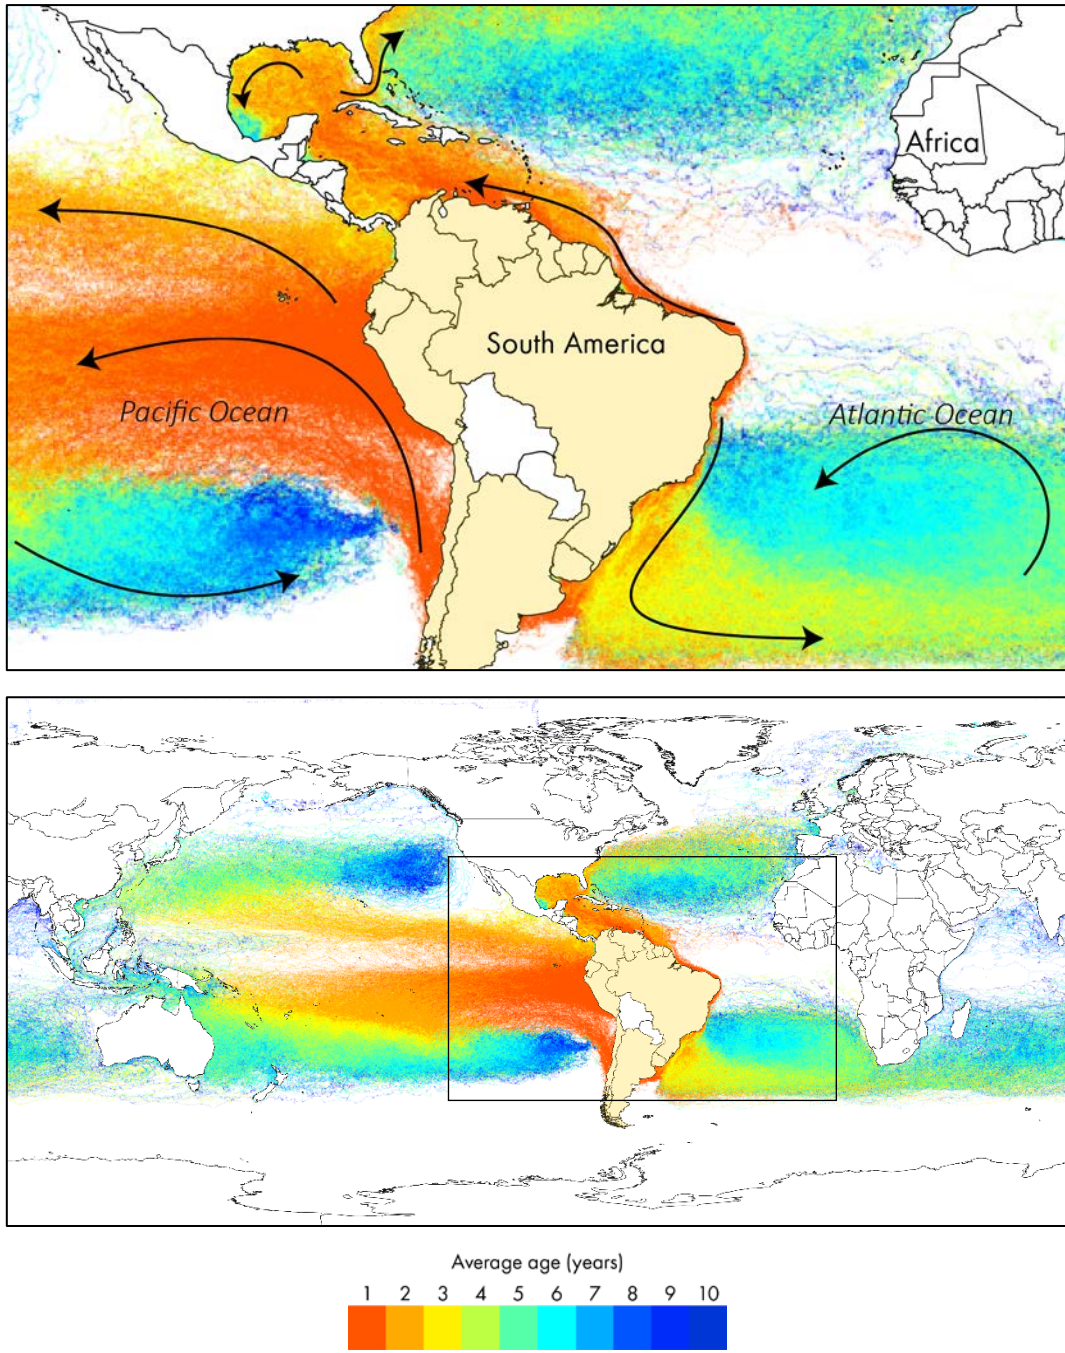 Africa
South America
Pacific Ocean
Atlantic Ocean
Average age (years)
1 2 3 4 5 6 7 8 9 10